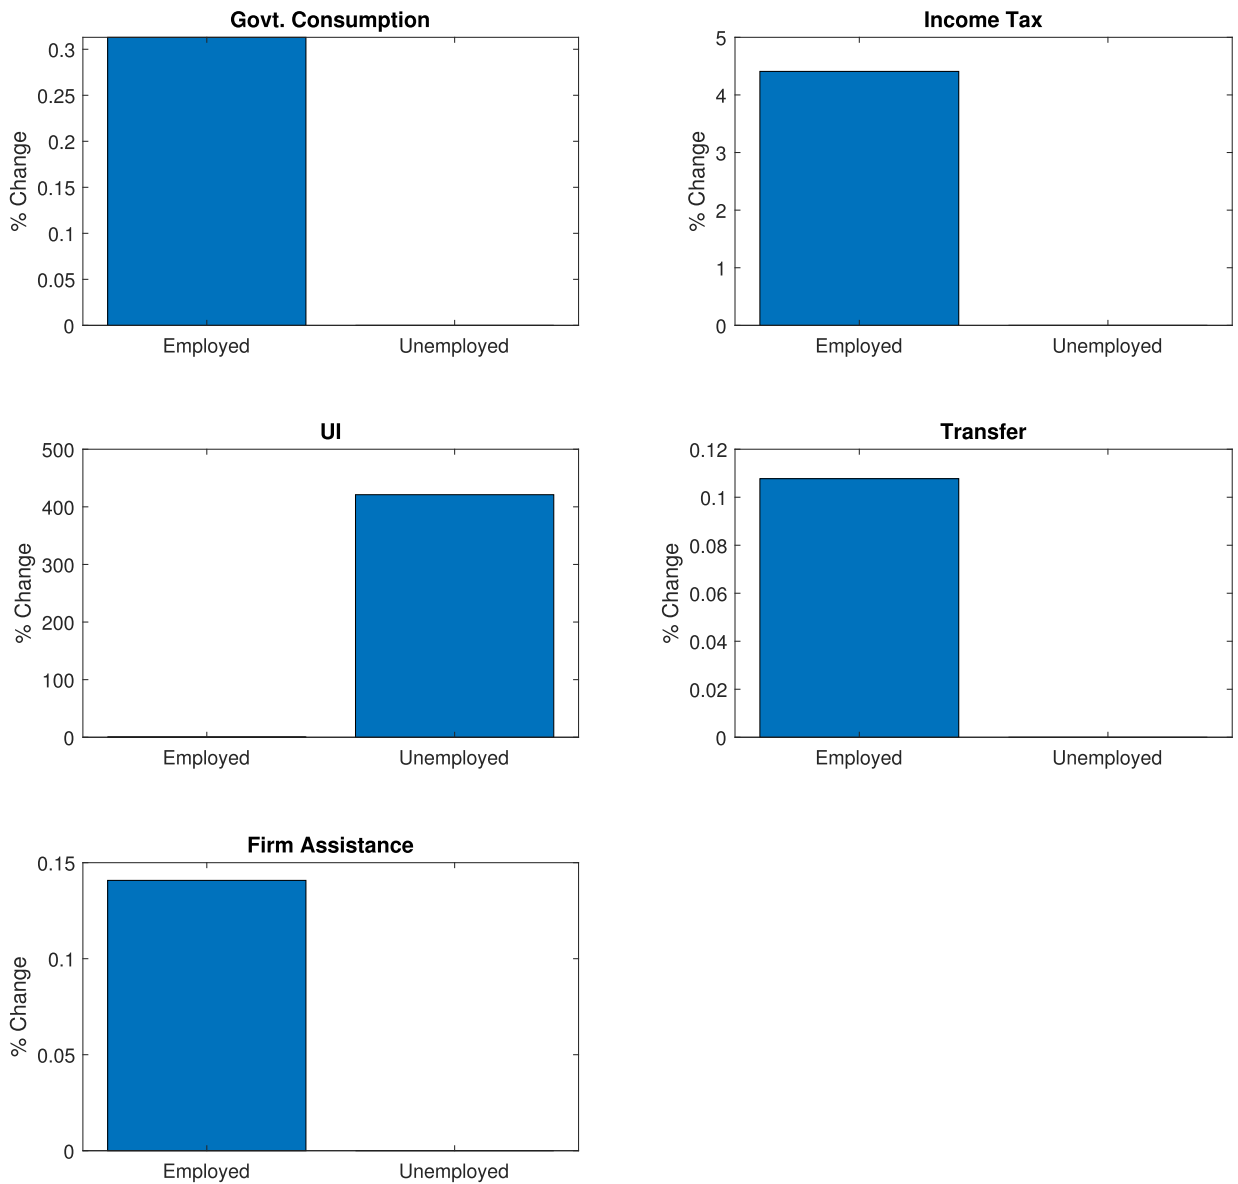 Govt. Consumption
% Change
0.3
0.25
0.2
0.15
0.1
0.05
0
Employed
Unemployed
Income Tax
% Change
5
4
3
2
1
0
Employed
Unemployed
UI
% Change
500
400
300
200
100
0
Employed
Unemployed
Transfer
% Change
0.12
0.1
0.08
0.06
0.04
0.02
0
Employed
Unemployed
Firm Assistance
% Change
0.15
0.1
0.05
0
Employed
Unemployed